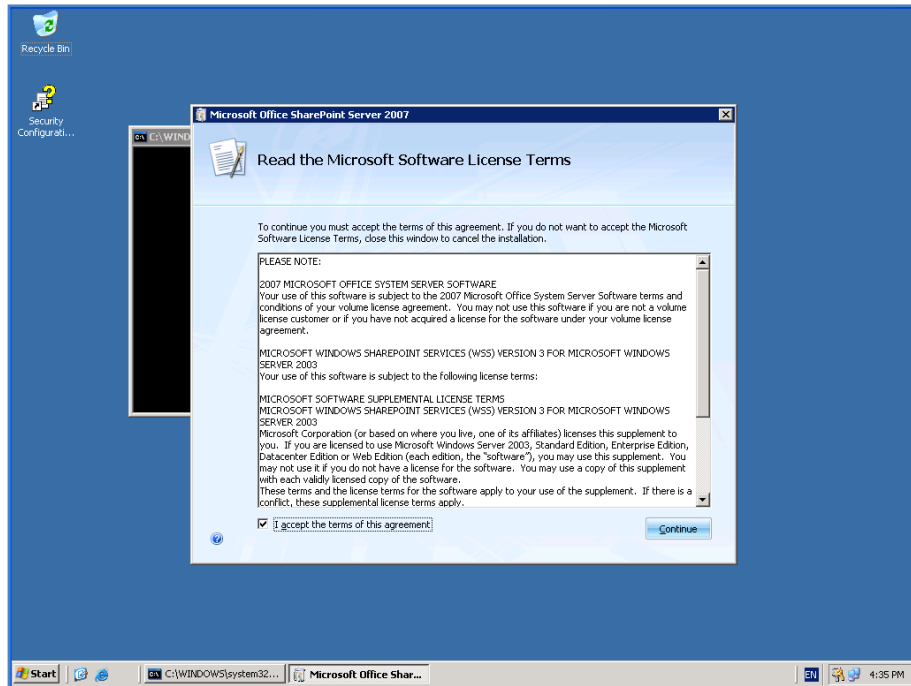 Recycle Bin
Security
Configurati...
C:\WIND
Microsoft Office SharePoint Server 2007
Read the Microsoft Software License Terms
To continue you must accept the terms of this agreement. If you do not want to accept the Microsoft
Software License Terms, close this window to cancel the installation.
PLEASE NOTE:
2007 MICROSOFT OFFICE SYSTEM SERVER SOFTWARE
Your use of this software is subject to the 2007 Microsoft Office System Server Software terms and
conditions of your volume license agreement.  You may not use this software if you are not a volume
license customer or if you have not acquired a license for the software under your volume license
agreement.
MICROSOFT WINDOWS SHAREPOINT SERVICES (WSS) VERSION 3 FOR MICROSOFT WINDOWS
SERVER 2003
Your use of this software is subject to the following license terms:
MICROSOFT SOFTWARE SUPPLEMENTAL LICENSE TERMS
MICROSOFT WINDOWS SHAREPOINT SERVICES (WSS) VERSION 3 FOR MICROSOFT WINDOWS
SERVER 2003
Microsoft Corporation (or based on where you live, one of its affiliates) licenses this supplement to
you.  If you are licensed to use Microsoft Windows Server 2003, Standard Edition, Enterprise Edition,
Datacenter Edition or Web Edition (each edition, the "software"), you may use this supplement.  You
may not use it if you do not have a license for the software.  You may use a copy of this supplement
with each validly licensed copy of the software.
These terms and the license terms for the software apply to your use of the supplement.  If there is a
conflict, these supplemental license terms apply.
I accept the terms of this agreement
Continue
Start
C:\WINDOWS\system32...
Microsoft Office Shar...
EN
4:35 PM